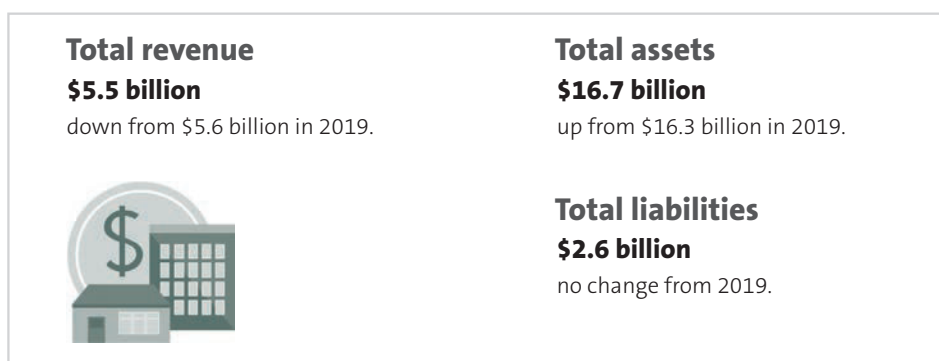 Total revenue
$5.5 billion
down from $5.6 billion in 2019.
Total assets
$16.7 billion
up from $16.3 billion in 2019.
$
Total liabilities
$2.6 billion
no change from 2019.